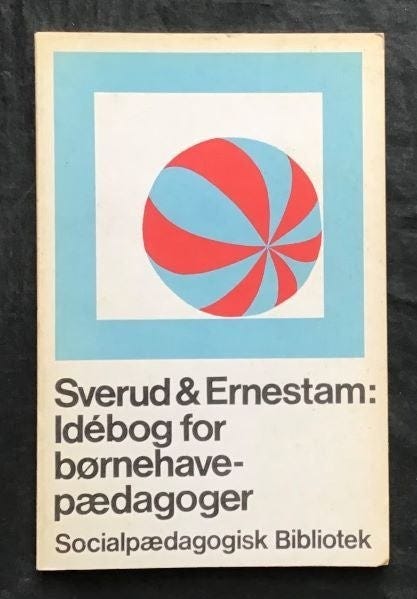 Sverud & Ernestam:
Idébog for
børnehave-
pædagoger
Socialpædagogisk Bibliotek